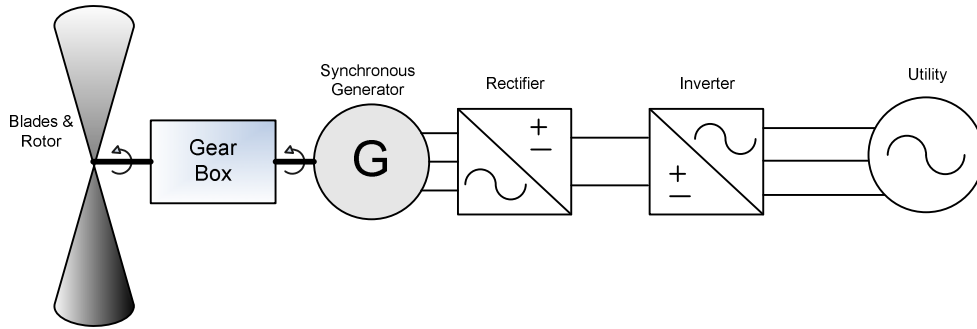 Blades &
Rotor
Gear
Box
Synchronous
Generator
G
Rectifier
+
−
Inverter
+
−
Utility